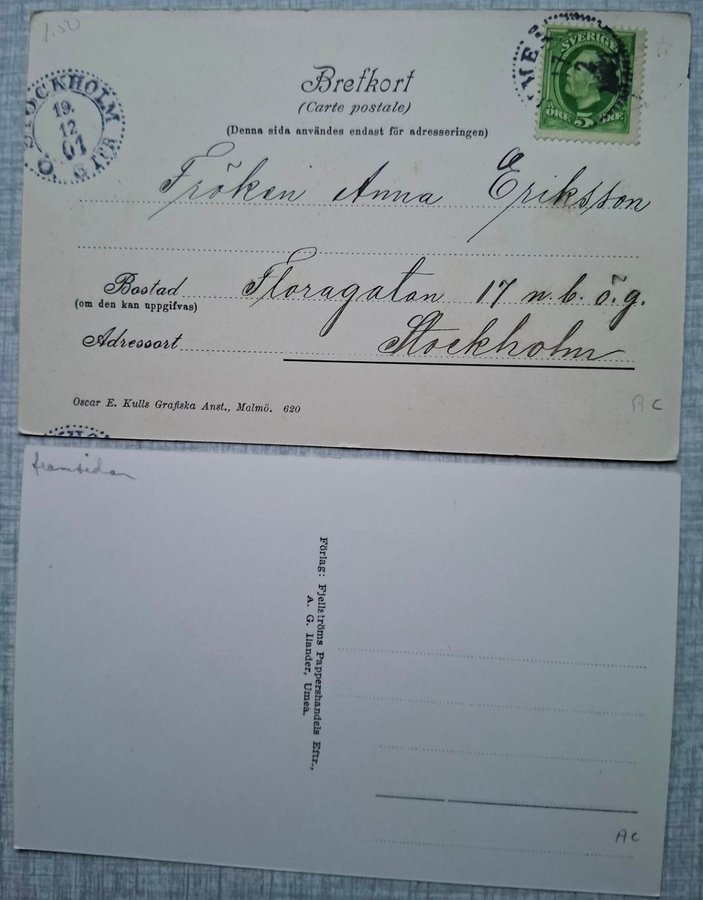 1.50
SVERIGE
ÖRE 5 ÖRE
STOCKHOLM
19
12
01
Brefkort
(Carte postale)
(Denna sida användes endast för adresseringen)
Fröken Anna Eriksson
Bostad Floragatan 17 n.b. ö.g.
(om den kan uppgifvas)
Adressort Stockholm
Oscar E. Kulls Grafiska Anst., Malmö. 620
AC
framsidan
Förlag: Fjellströms Pappershandels Eftr.,
A. G. Ilander, Umeå.
AC